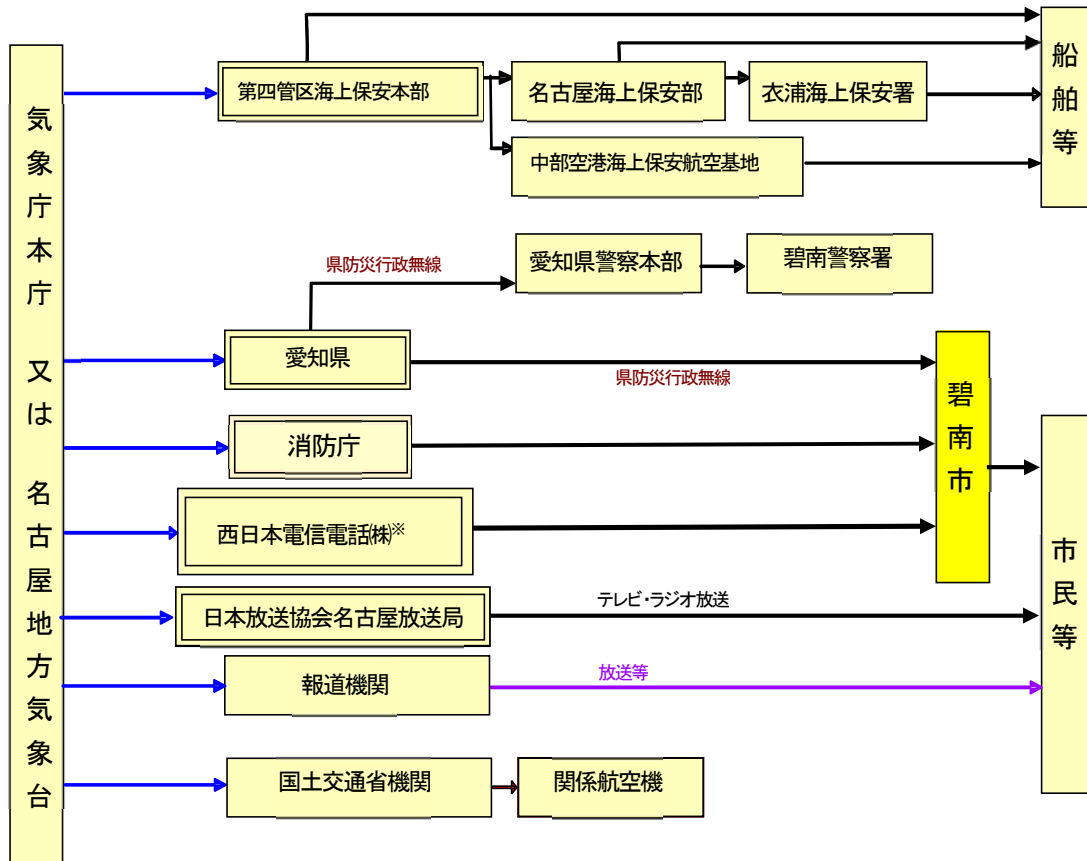 気象庁本庁 又は 名古屋地方気象台
第四管区海上保安本部
名古屋海上保安部
衣浦海上保安署
船舶等
中部空港海上保安航空基地
県防災行政無線
愛知県警察本部
碧南警察署
愛知県
県防災行政無線
碧南市
消防庁
西日本電信電話㈱※
市民等
日本放送協会名古屋放送局
テレビ・ラジオ放送
報道機関
放送等
国土交通省機関
関係航空機